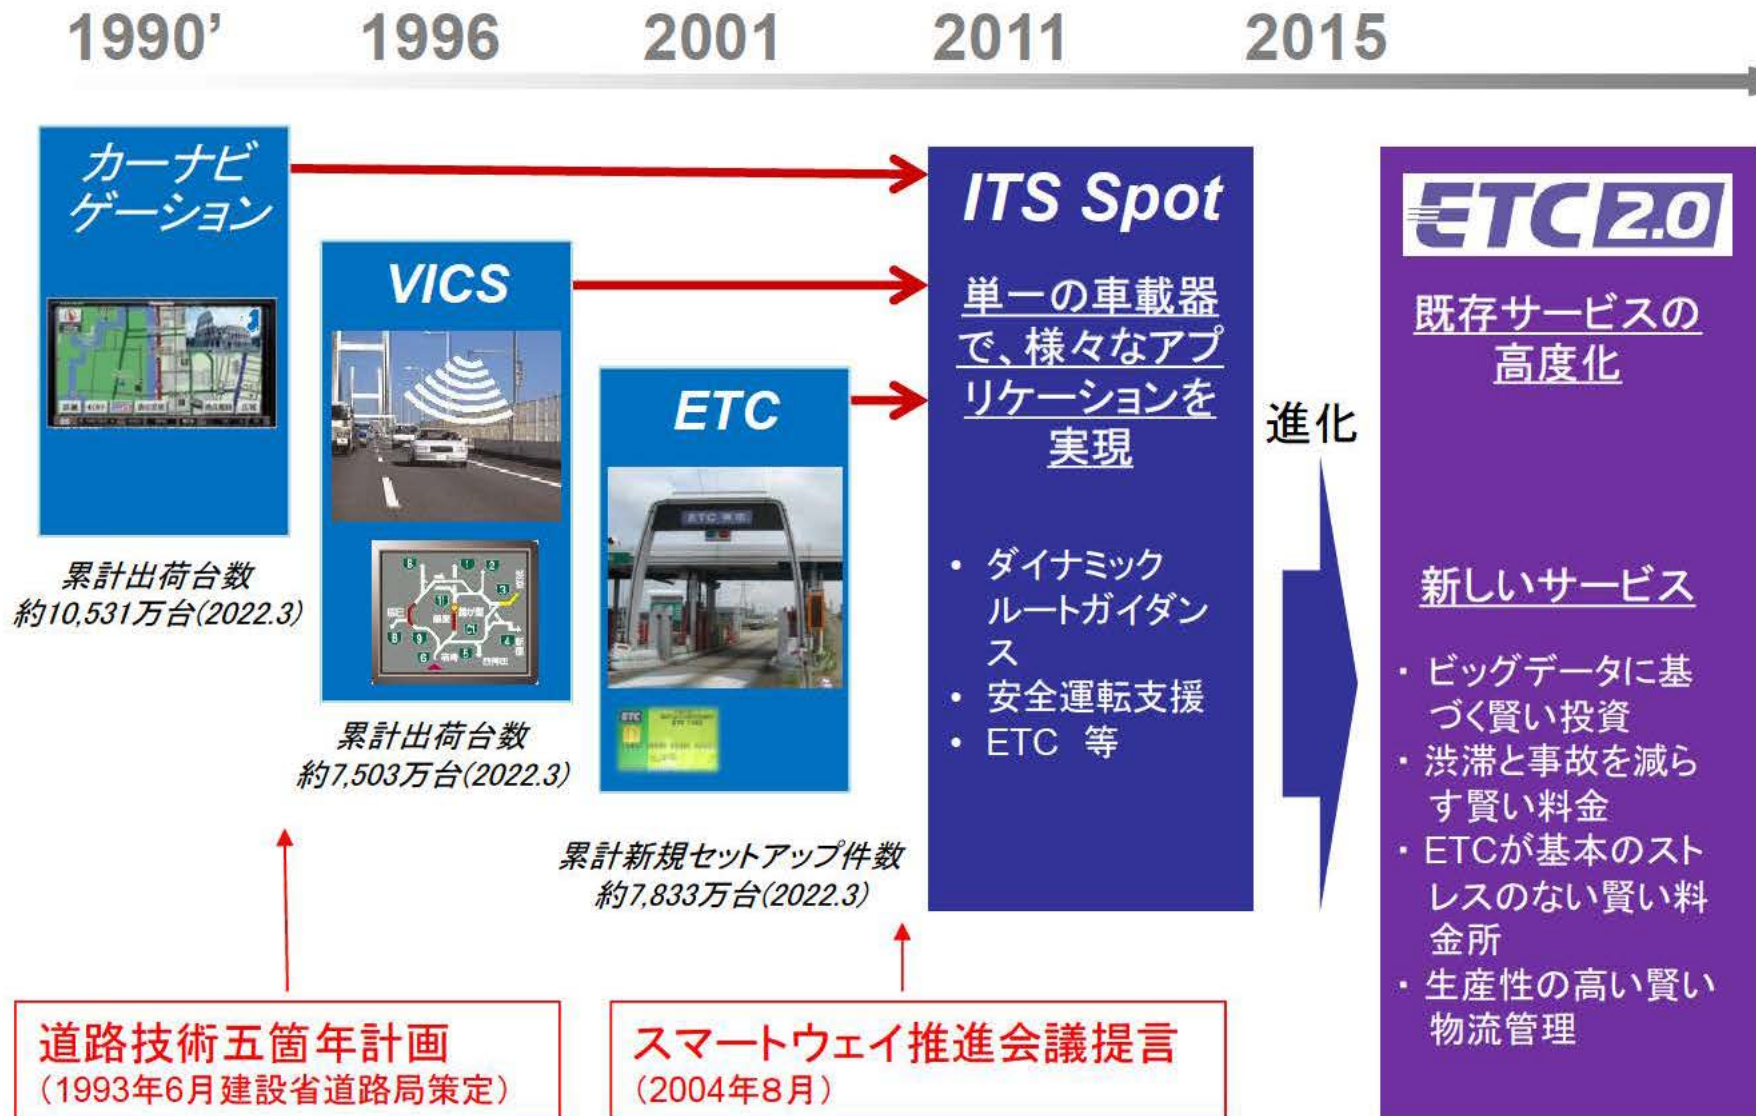 1990’
1996
2001
2011
2015
カーナビ
ゲーション
累計出荷台数
約10,531万台(2022.3)
VICS
累計出荷台数
約7,503万台(2022.3)
ETC
ETC 専用
ETC
累計新規セットアップ件数
約7,833万台(2022.3)
ITS Spot
単一の車載器
で、様々なアプ
リケーションを
実現
• ダイナミック
ルートガイダン
ス
• 安全運転支援
• ETC 等
進化
ETC 2.0
既存サービスの
高度化
新しいサービス
・ ビッグデータに基
づく賢い投資
・ 渋滞と事故を減ら
す賢い料金
・ ETCが基本のスト
レスのない賢い料
金所
・ 生産性の高い賢い
物流管理
道路技術五箇年計画
（1993年6月建設省道路局策定）
スマートウェイ推進会議提言
（2004年８月）